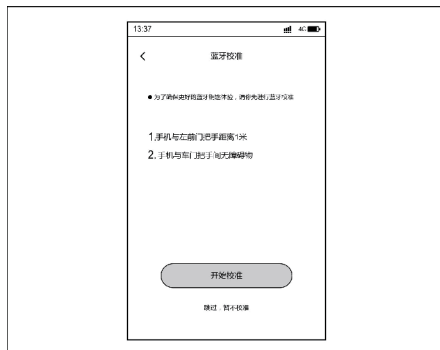 13:37 4G
蓝牙校准
● 为了确保更好的蓝牙钥匙体验，请你先进行蓝牙校准
1.手机与左前门把手距离1米
2.手机与车门把手间无障碍物
开始校准
跳过，暂不校准